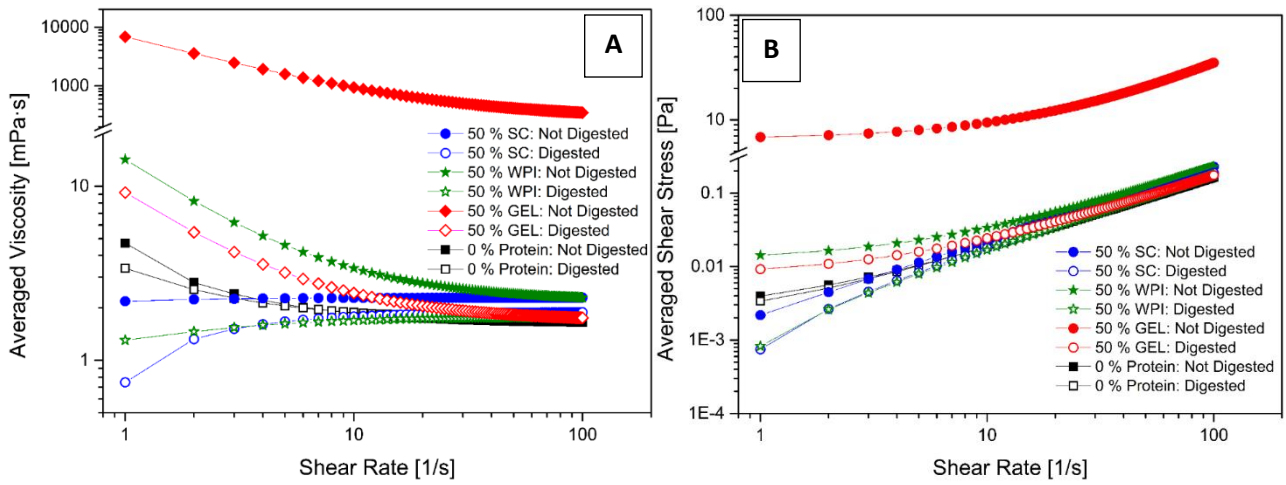 A
10000
1000
10
1
Averaged Viscosity [mPa·s]
50 % SC: Not Digested
50 % SC: Digested
50 % WPI: Not Digested
50 % WPI: Digested
50 % GEL: Not Digested
50 % GEL: Digested
0 % Protein: Not Digested
0 % Protein: Digested
1
10
100
Shear Rate [1/s]
B
100
10
0.1
0.01
1E-3
1E-4
Averaged Shear Stress [Pa]
50 % SC: Not Digested
50 % SC: Digested
50 % WPI: Not Digested
50 % WPI: Digested
50 % GEL: Not Digested
50 % GEL: Digested
0 % Protein: Not Digested
0 % Protein: Digested
1
10
100
Shear Rate [1/s]